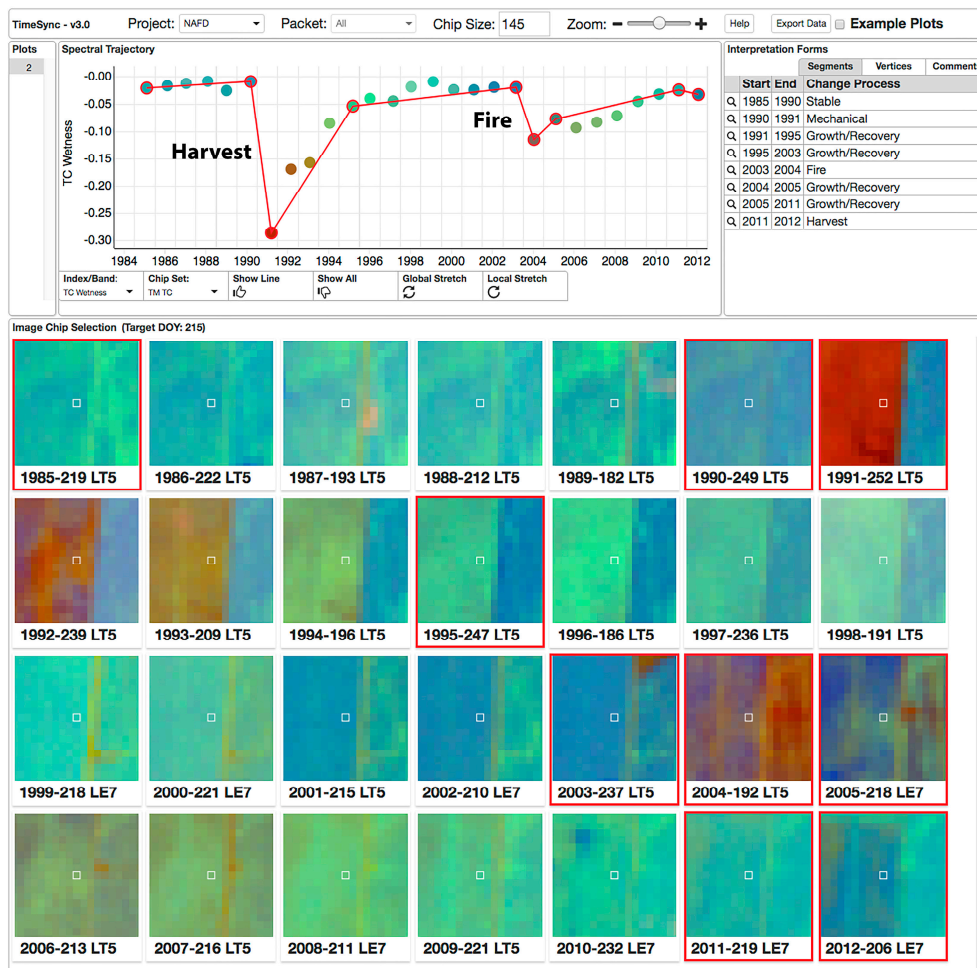 TimeSync - v3.0 Project: NAFD Packet: All Chip Size: 145 Zoom: Help Export Data Example Plots
Plots
2
Spectral Trajectory
-0.00
-0.05
-0.10
-0.15
-0.20
-0.25
-0.30
TC Wetness
Harvest
Fire
1984 1986 1988 1990 1992 1994 1996 1998 2000 2002 2004 2006 2008 2010 2012
Index/Band: Chip Set: Show Line Show All Global Stretch Local Stretch
TC Wetness TM TC
Interpretation Forms
Segments Vertices Comment
Start End Change Process
1985 1990 Stable
1990 1991 Mechanical
1991 1995 Growth/Recovery
1995 2003 Growth/Recovery
2003 2004 Fire
2004 2005 Growth/Recovery
2005 2011 Growth/Recovery
2011 2012 Harvest
Image Chip Selection (Target DOY: 215)
1985-219 LT5 1986-222 LT5 1987-193 LT5 1988-212 LT5 1989-182 LT5 1990-249 LT5 1991-252 LT5
1992-239 LT5 1993-209 LT5 1994-196 LT5 1995-247 LT5 1996-186 LT5 1997-236 LT5 1998-191 LT5
1999-218 LE7 2000-221 LE7 2001-215 LT5 2002-210 LE7 2003-237 LT5 2004-192 LT5 2005-218 LE7
2006-213 LT5 2007-216 LT5 2008-211 LE7 2009-221 LT5 2010-232 LE7 2011-219 LE7 2012-206 LE7